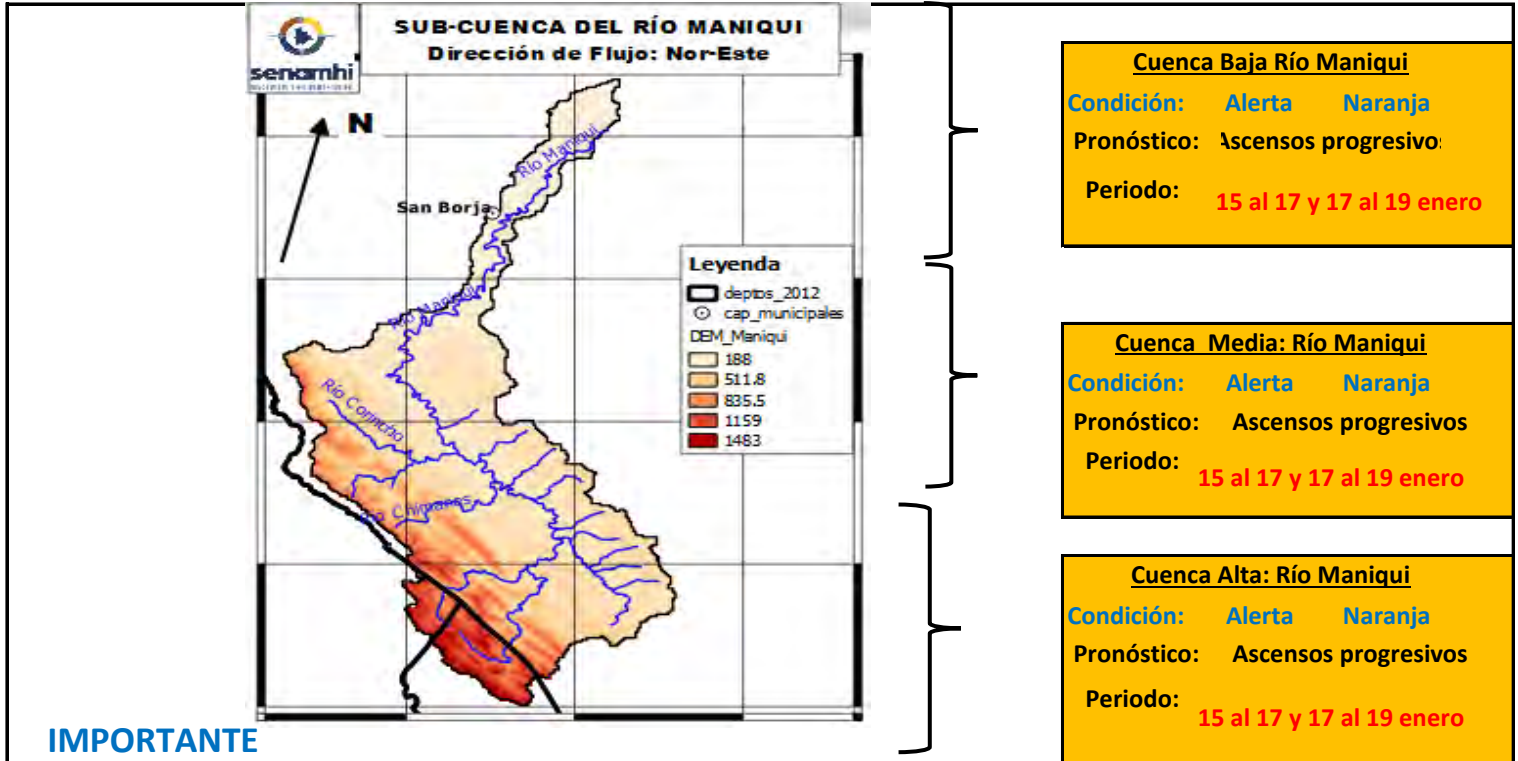 SUB-CUENCA DEL RÍO MANIQUI
Dirección de Flujo: Nor-Este
senamhi
N
Río Maniqui
San Borja
Río Maniqui
Río Corincho
Río Chimanes
Leyenda
deptos_2012
cap_municipales
DEM_Maniqui
188
511.8
835.5
1159
1483
Cuenca Baja Río Maniqui
Condición: Alerta Naranja
Pronóstico: Ascensos progresivos
Periodo: 15 al 17 y 17 al 19 enero
Cuenca Media: Río Maniqui
Condición: Alerta Naranja
Pronóstico: Ascensos progresivos
Periodo: 15 al 17 y 17 al 19 enero
Cuenca Alta: Río Maniqui
Condición: Alerta Naranja
Pronóstico: Ascensos progresivos
Periodo: 15 al 17 y 17 al 19 enero
IMPORTANTE